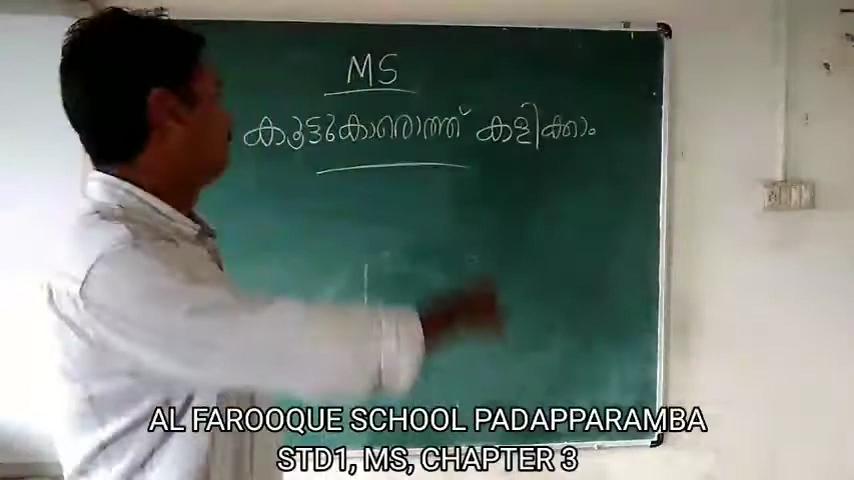 MS
കൂട്ടുകാരൊത്ത് കളിക്കാം
AL FAROOQUE SCHOOL PADAPPARAMBA
STD1, MS, CHAPTER 3